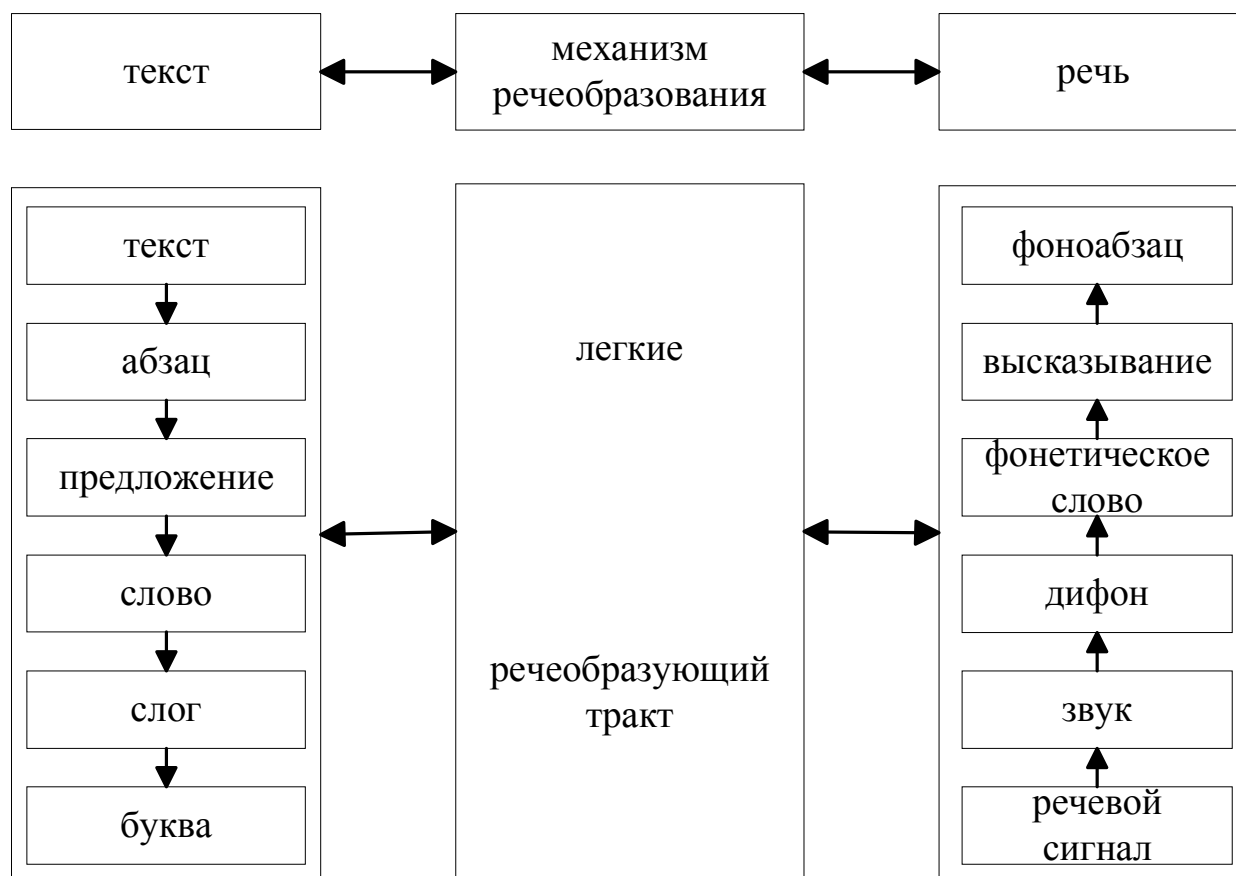 текст
механизм
речеобразования
речь
текст
абзац
предложение
слово
слог
буква
легкие
речеобразующий
тракт
фоноабзац
высказывание
фонетическое
слово
дифон
звук
речевой
сигнал